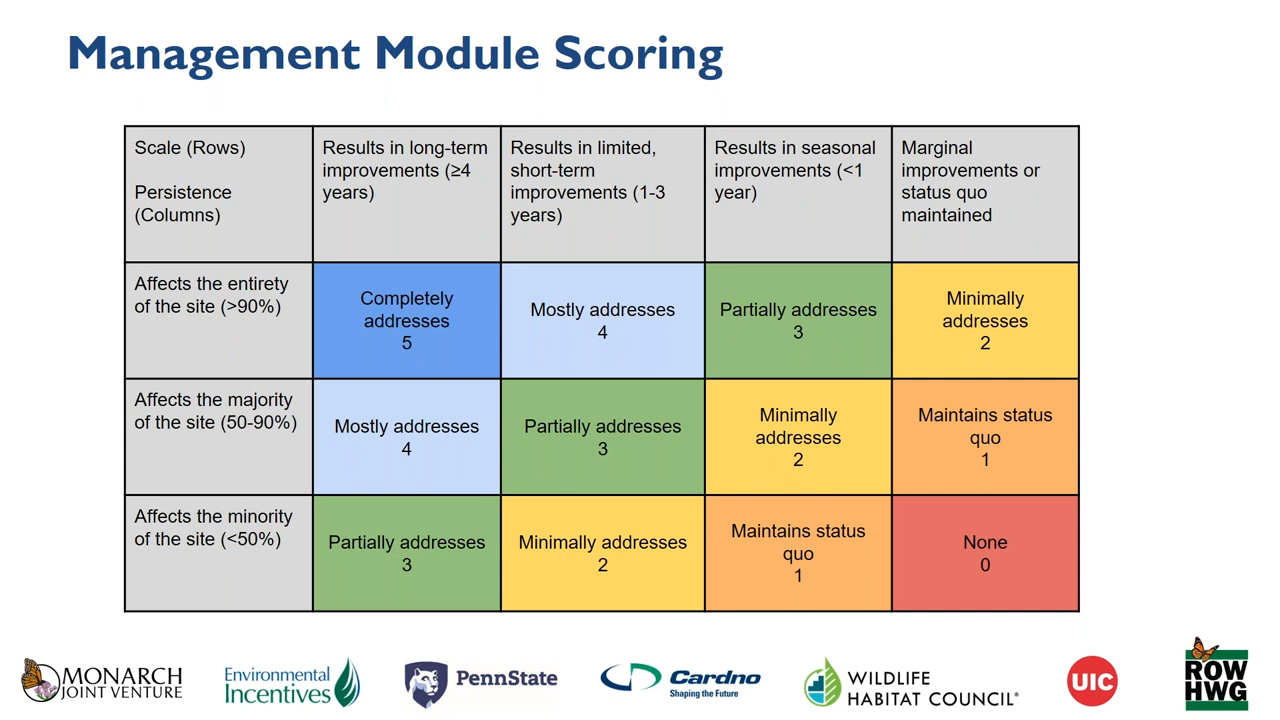 Management Module Scoring
Scale (Rows)
Persistence
(Columns)
Results in long-term
improvements (≥4
years)
Results in limited,
short-term
improvements (1-3
years)
Results in seasonal
improvements (<1
year)
Marginal
improvements or
status quo
maintained
Affects the entirety
of the site (>90%)
Completely
addresses
5
Mostly addresses
4
Partially addresses
3
Minimally
addresses
2
Affects the majority
of the site (50-90%)
Mostly addresses
4
Partially addresses
3
Minimally
addresses
2
Maintains status
quo
1
Affects the minority
of the site (<50%)
Partially addresses
3
Minimally addresses
2
Maintains status
quo
1
None
0
MONARCH
JOINT VENTURE
Environmental
Incentives
PennState
Cardno
Shaping the Future
WILDLIFE
HABITAT COUNCIL®
UIC
ROW
HWG